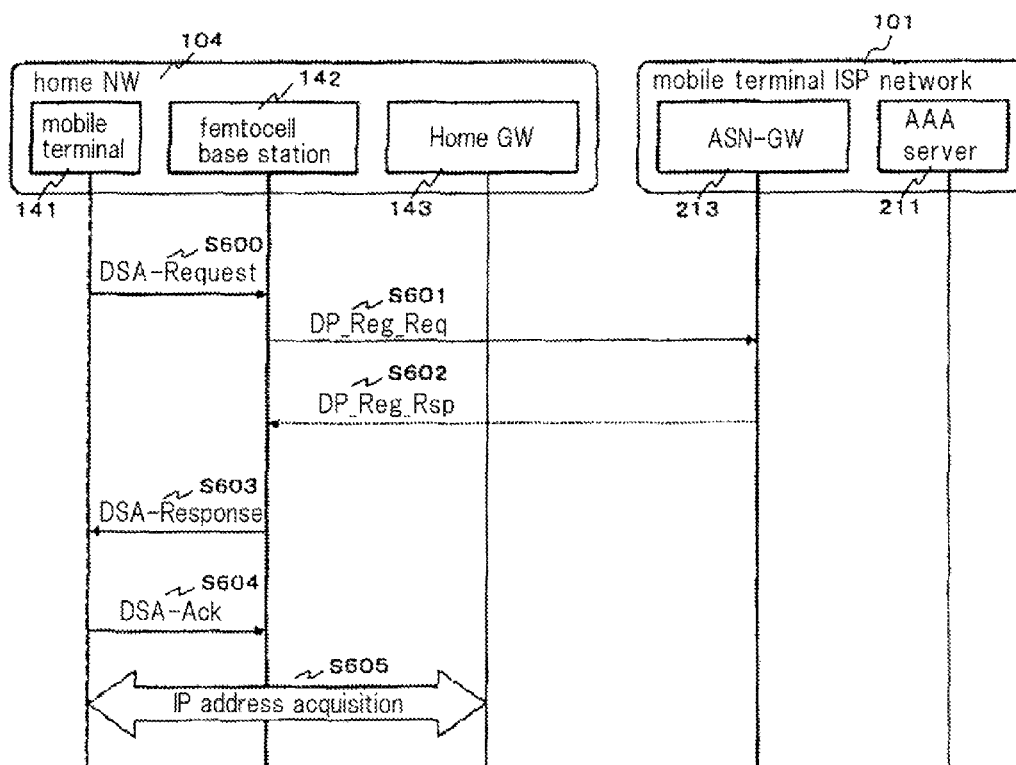 104
101
home NW
142
mobile terminal ISP network
mobile
terminal
femtocell
base station
Home GW
ASN-GW
AAA
server
141
143
213
211
S600
DSA-Request
S601
DP_Reg_Req
S602
DP_Reg_Rsp
S603
DSA-Response
S604
DSA-Ack
S605
IP address acquisition